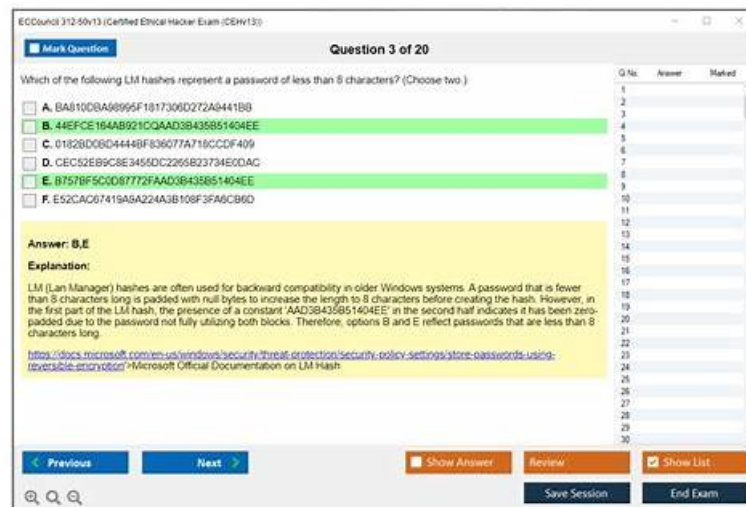 ECCouncil 312-50v13 (Certified Ethical Hacker Exam (CEHv13))
Mark Question
Question 3 of 20
Which of the following LM hashes represent a password of less than 8 characters? (Choose two.)
A. BA810DBA98995F1817306D272A9441BB
B. 44EFCE164AB921CQAAD3B435B51404EE
C. 0182BD0BD4444BF836077A718CCDF409
D. CEC52EB9C8E3455DC2265B23734E0DAC
E. B757BF5C0D87772FAAD3B435B51404EE
F. E52CAC67419A9A224A3B108F3FA6CB6D
Answer: B,E
Explanation:
LM (Lan Manager) hashes are often used for backward compatibility in older Windows systems. A password that is fewer
than 8 characters long is padded with null bytes to increase the length to 8 characters before creating the hash. However, in
the first part of the LM hash, the presence of a constant 'AAD3B435B51404EE' in the second half indicates it has been zero-
padded due to the password not fully utilizing both blocks. Therefore, options B and E reflect passwords that are less than 8
characters long.
https://docs.microsoft.com/en-us/windows/security/threat-protection/security-policy-settings/store-passwords-using-
reversible-encryption'>Microsoft Official Documentation on LM Hash
Q.No. Answer Marked
1
2
3
4
5
6
7
8
9
10
11
12
13
14
15
16
17
18
19
20
21
22
23
24
25
26
27
28
29
30
Previous
Next
Show Answer
Review
Show List
Save Session
End Exam